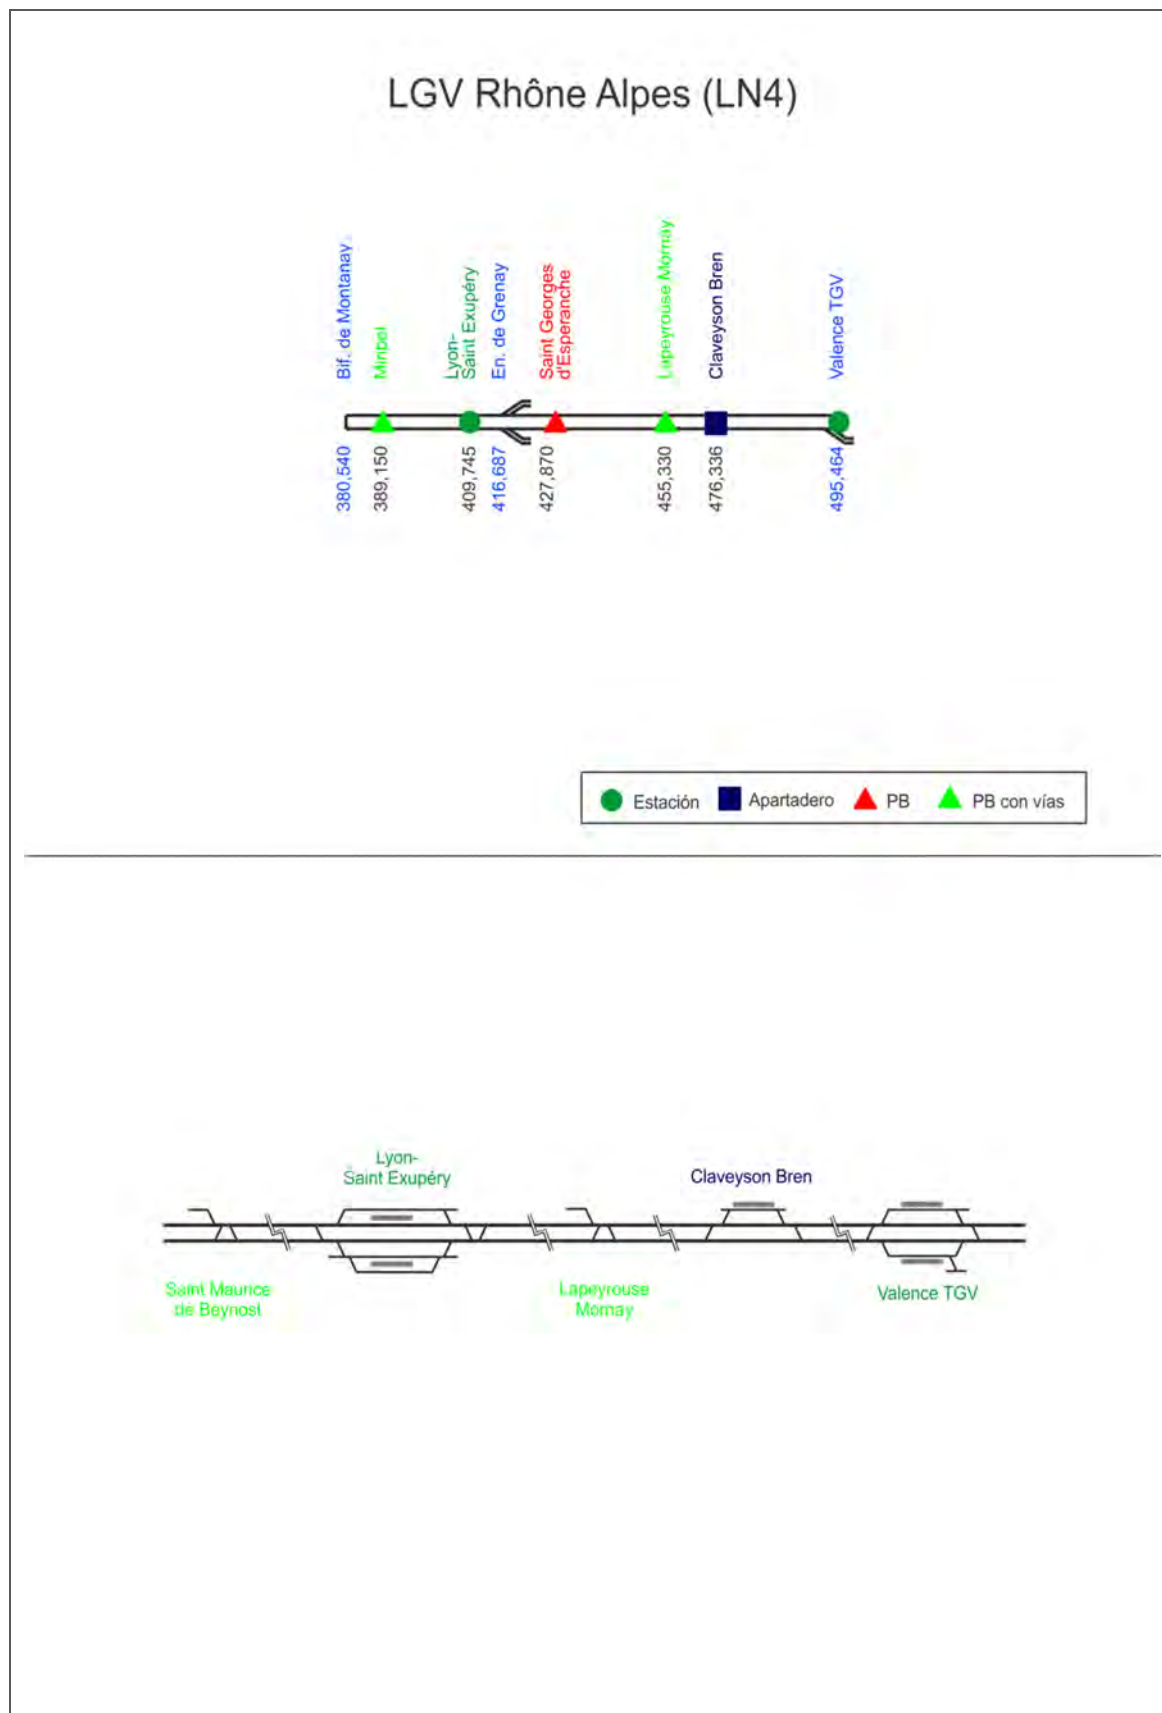 LGV Rhône Alpes (LN4)
Bif. de Montanay
Miribel
Lyon-
Saint Exupéry
En. de Grenay
Saint Georges
d'Esperanche
Lapeyrouse Mornay
Claveyson Bren
Valence TGV
380,540
389,150
409,745
416,687
427,870
455,330
476,336
495,464
Estación
Apartadero
PB
PB con vías
Lyon-
Saint Exupéry
Claveyson Bren
Saint Maurice
de Beynost
Lapeyrouse
Mornay
Valence TGV